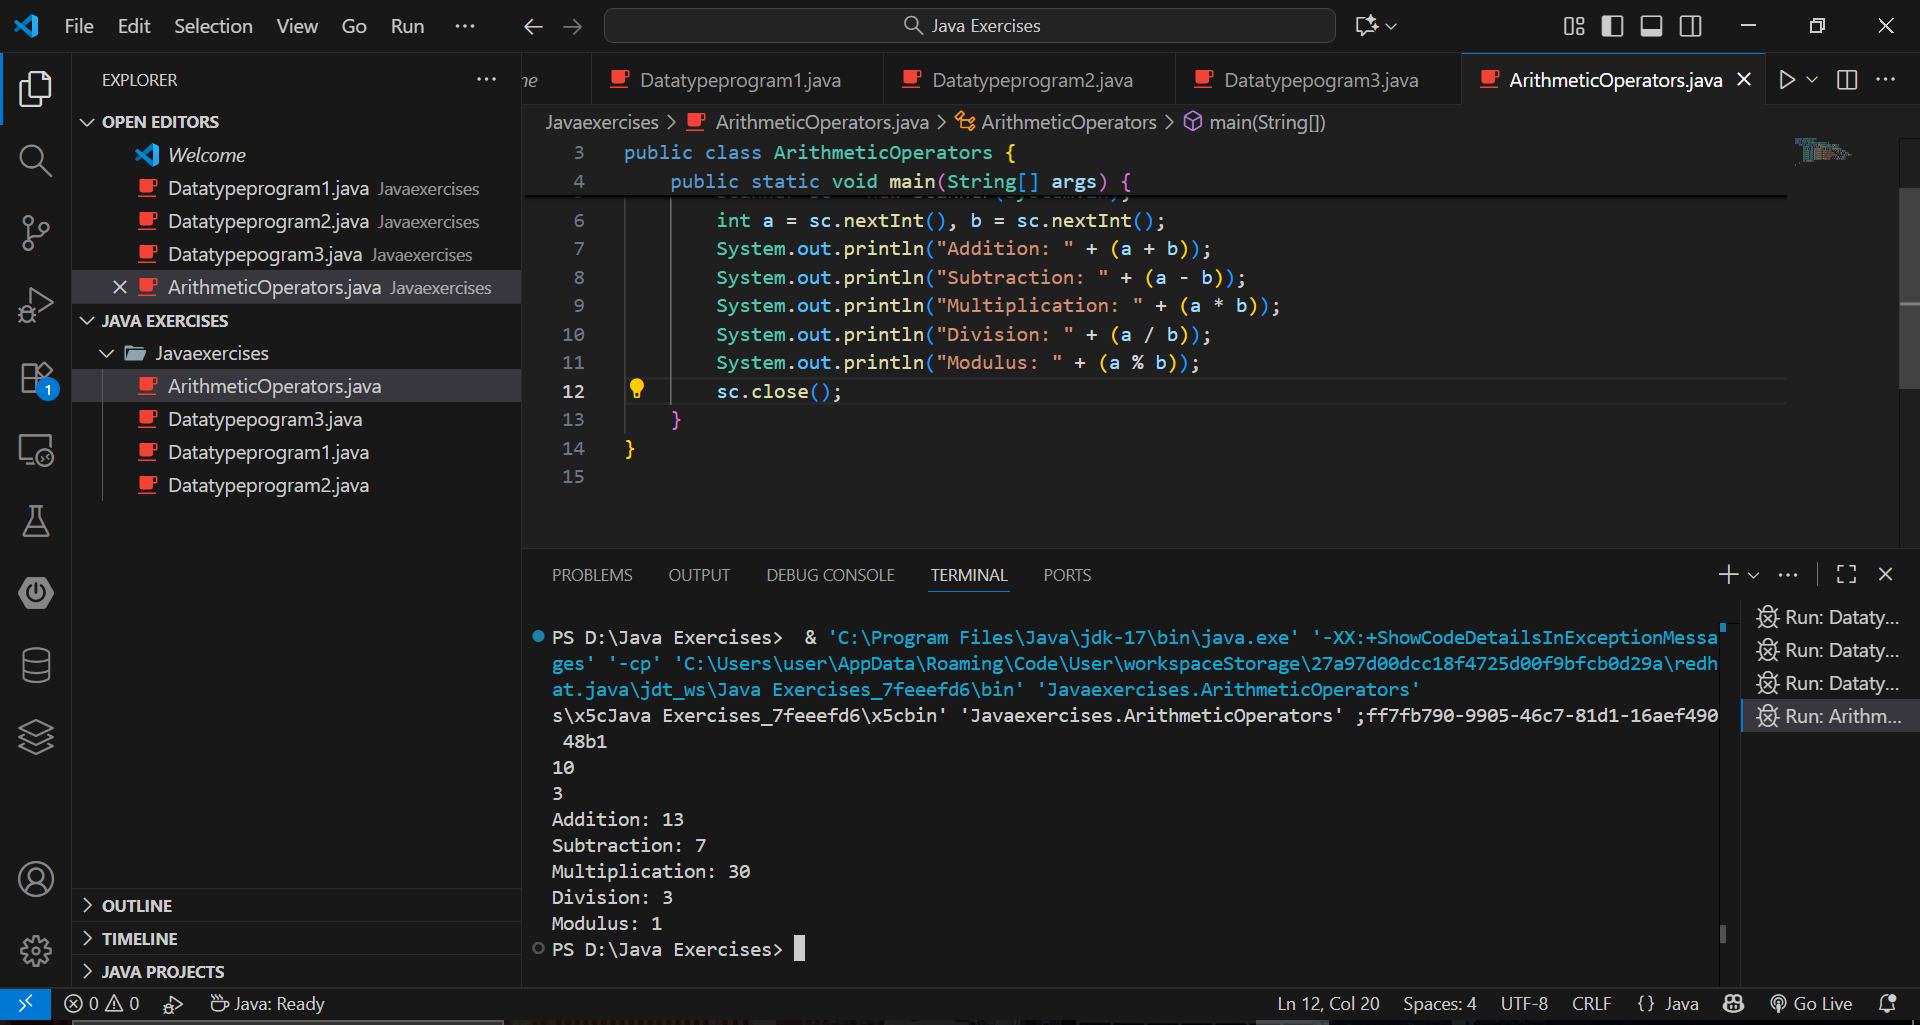 File Edit Selection View Go Run ...
Java Exercises
EXPLORER
OPEN EDITORS
Welcome
Datatypeprogram1.java Javaexercises
Datatypeprogram2.java Javaexercises
Datatypepogram3.java Javaexercises
ArithmeticOperators.java Javaexercises
JAVA EXERCISES
Javaexercises
ArithmeticOperators.java
Datatypepogram3.java
Datatypeprogram1.java
Datatypeprogram2.java
OUTLINE
TIMELINE
JAVA PROJECTS
me Datatypeprogram1.java Datatypeprogram2.java Datatypepogram3.java ArithmeticOperators.java
Javaexercises > ArithmeticOperators.java > ArithmeticOperators > main(String[])
3 public class ArithmeticOperators {
4 public static void main(String[] args) {
6 int a = sc.nextInt(), b = sc.nextInt();
7 System.out.println("Addition: " + (a + b));
8 System.out.println("Subtraction: " + (a - b));
9 System.out.println("Multiplication: " + (a * b));
10 System.out.println("Division: " + (a / b));
11 System.out.println("Modulus: " + (a % b));
12 sc.close();
13 }
14 }
15
PROBLEMS OUTPUT DEBUG CONSOLE TERMINAL PORTS
PS D:\Java Exercises>  & 'C:\Program Files\Java\jdk-17\bin\java.exe' '-XX:+ShowCodeDetailsInExceptionMessa
ges' '-cp' 'C:\Users\user\AppData\Roaming\Code\User\workspaceStorage\27a97d00dcc18f4725d00f9bfcb0d29a\redh
at.java\jdt_ws\Java Exercises_7feeefd6\bin' 'Javaexercises.ArithmeticOperators'
s\x5cJava Exercises_7feeefd6\x5cbin' 'Javaexercises.ArithmeticOperators' ;ff7fb790-9905-46c7-81d1-16aef490
48b1
10
3
Addition: 13
Subtraction: 7
Multiplication: 30
Division: 3
Modulus: 1
PS D:\Java Exercises>
Run: Dataty...
Run: Dataty...
Run: Dataty...
Run: Arithm...
1
0 0 Java: Ready
Ln 12, Col 20 Spaces: 4 UTF-8 CRLF {} Java Go Live